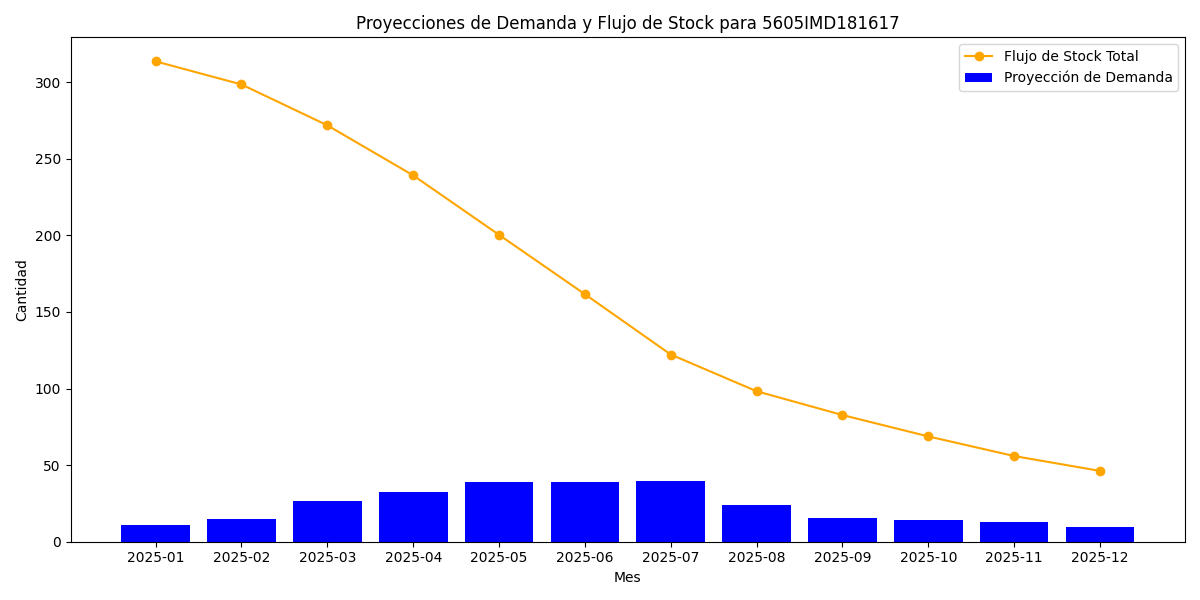 Proyecciones de Demanda y Flujo de Stock para 5605IMD181617
Flujo de Stock Total
Proyección de Demanda
Cantidad
300
250
200
150
100
50
0
2025-01 2025-02 2025-03 2025-04 2025-05 2025-06 2025-07 2025-08 2025-09 2025-10 2025-11 2025-12
Mes